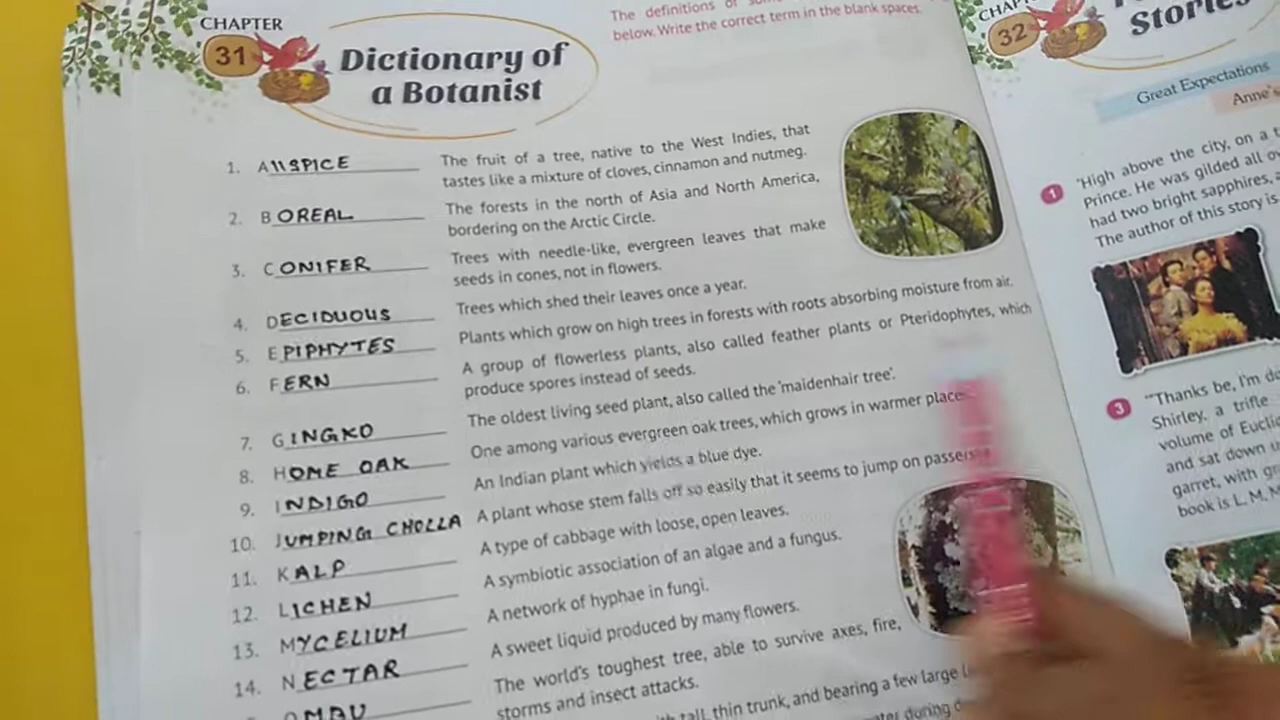 CHAPTER
31
Dictionary of
a Botanist
The definitions of
below. Write the correct term in the blank spaces.
1. AllSPICE The fruit of a tree, native to the West Indies, that
tastes like a mixture of cloves, cinnamon and nutmeg.
2. BOREAL The forests in the north of Asia and North America,
bordering on the Arctic Circle.
3. CONIFER Trees with needle-like, evergreen leaves that make
seeds in cones, not in flowers.
4. DECIDUOUS Trees which shed their leaves once a year.
5. EPIPHYTES Plants which grow on high trees in forests with roots absorbing moisture from air.
6. FERN A group of flowerless plants, also called feather plants or Pteridophytes, which
produce spores instead of seeds.
7. GINGKO The oldest living seed plant, also called the 'maidenhair tree'.
8. HOME OAK One among various evergreen oak trees, which grows in warmer
9. INDIGO An Indian plant which yields a blue dye.
10. JUMPING CHOLLA A plant whose stem falls off so easily that it seems to jump on
11. KALP A type of cabbage with loose, open leaves.
12. LICHEN A symbiotic association of an algae and a fungus.
13. MYCELIUM A network of hyphae in fungi.
14. NECTAR A sweet liquid produced by many flowers.
OMAU The world's toughest tree, able to survive axes, fire,
storms and insect attacks.
tall, thin trunk, and bearing a few large
during
CHAPTER
32
Stories
Great Expectations
Anne's
1 'High above the city, on a
Prince. He was gilded all
had two bright sapphires,
The author of this story is
3 "'Thanks be, I'm
Shirley, a trifle
volume of
and sat down
garret, with
book is L. M.